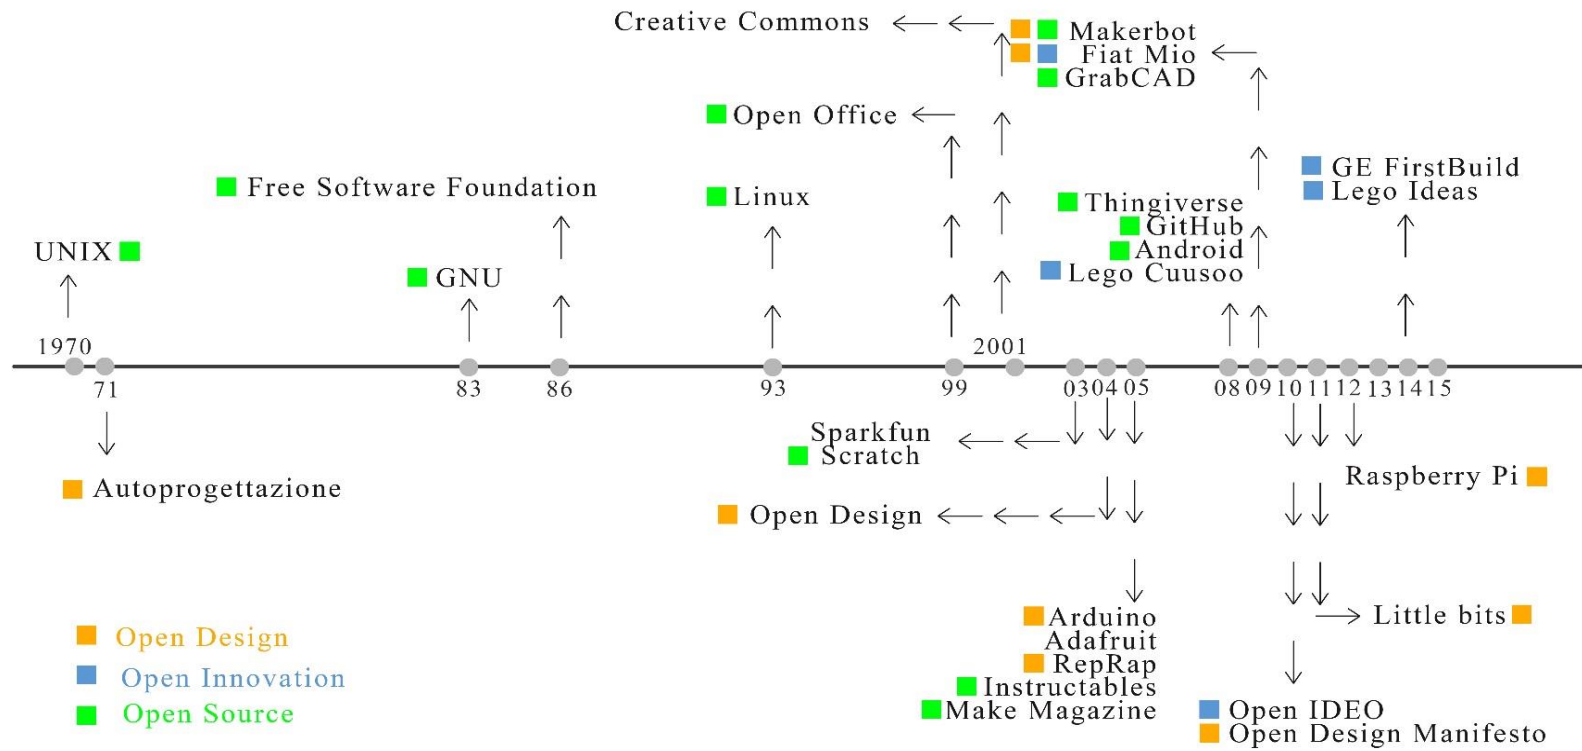 Creative Commons
Makerbot
Fiat Mio
GrabCAD
Open Office
Free Software Foundation
Linux
GE FirstBuild
Lego Ideas
Thingiverse
GitHub
Android
Lego Cuusoo
UNIX
GNU
1970
2001
71
83
86
93
99
03
04
05
08
09
10
11
12
13
14
15
Sparkfun
Scratch
Autoprogettazione
Raspberry Pi
Open Design
Arduino
Adafruit
RepRap
Instructables
Make Magazine
Little bits
Open IDEO
Open Design Manifesto
Open Design
Open Innovation
Open Source